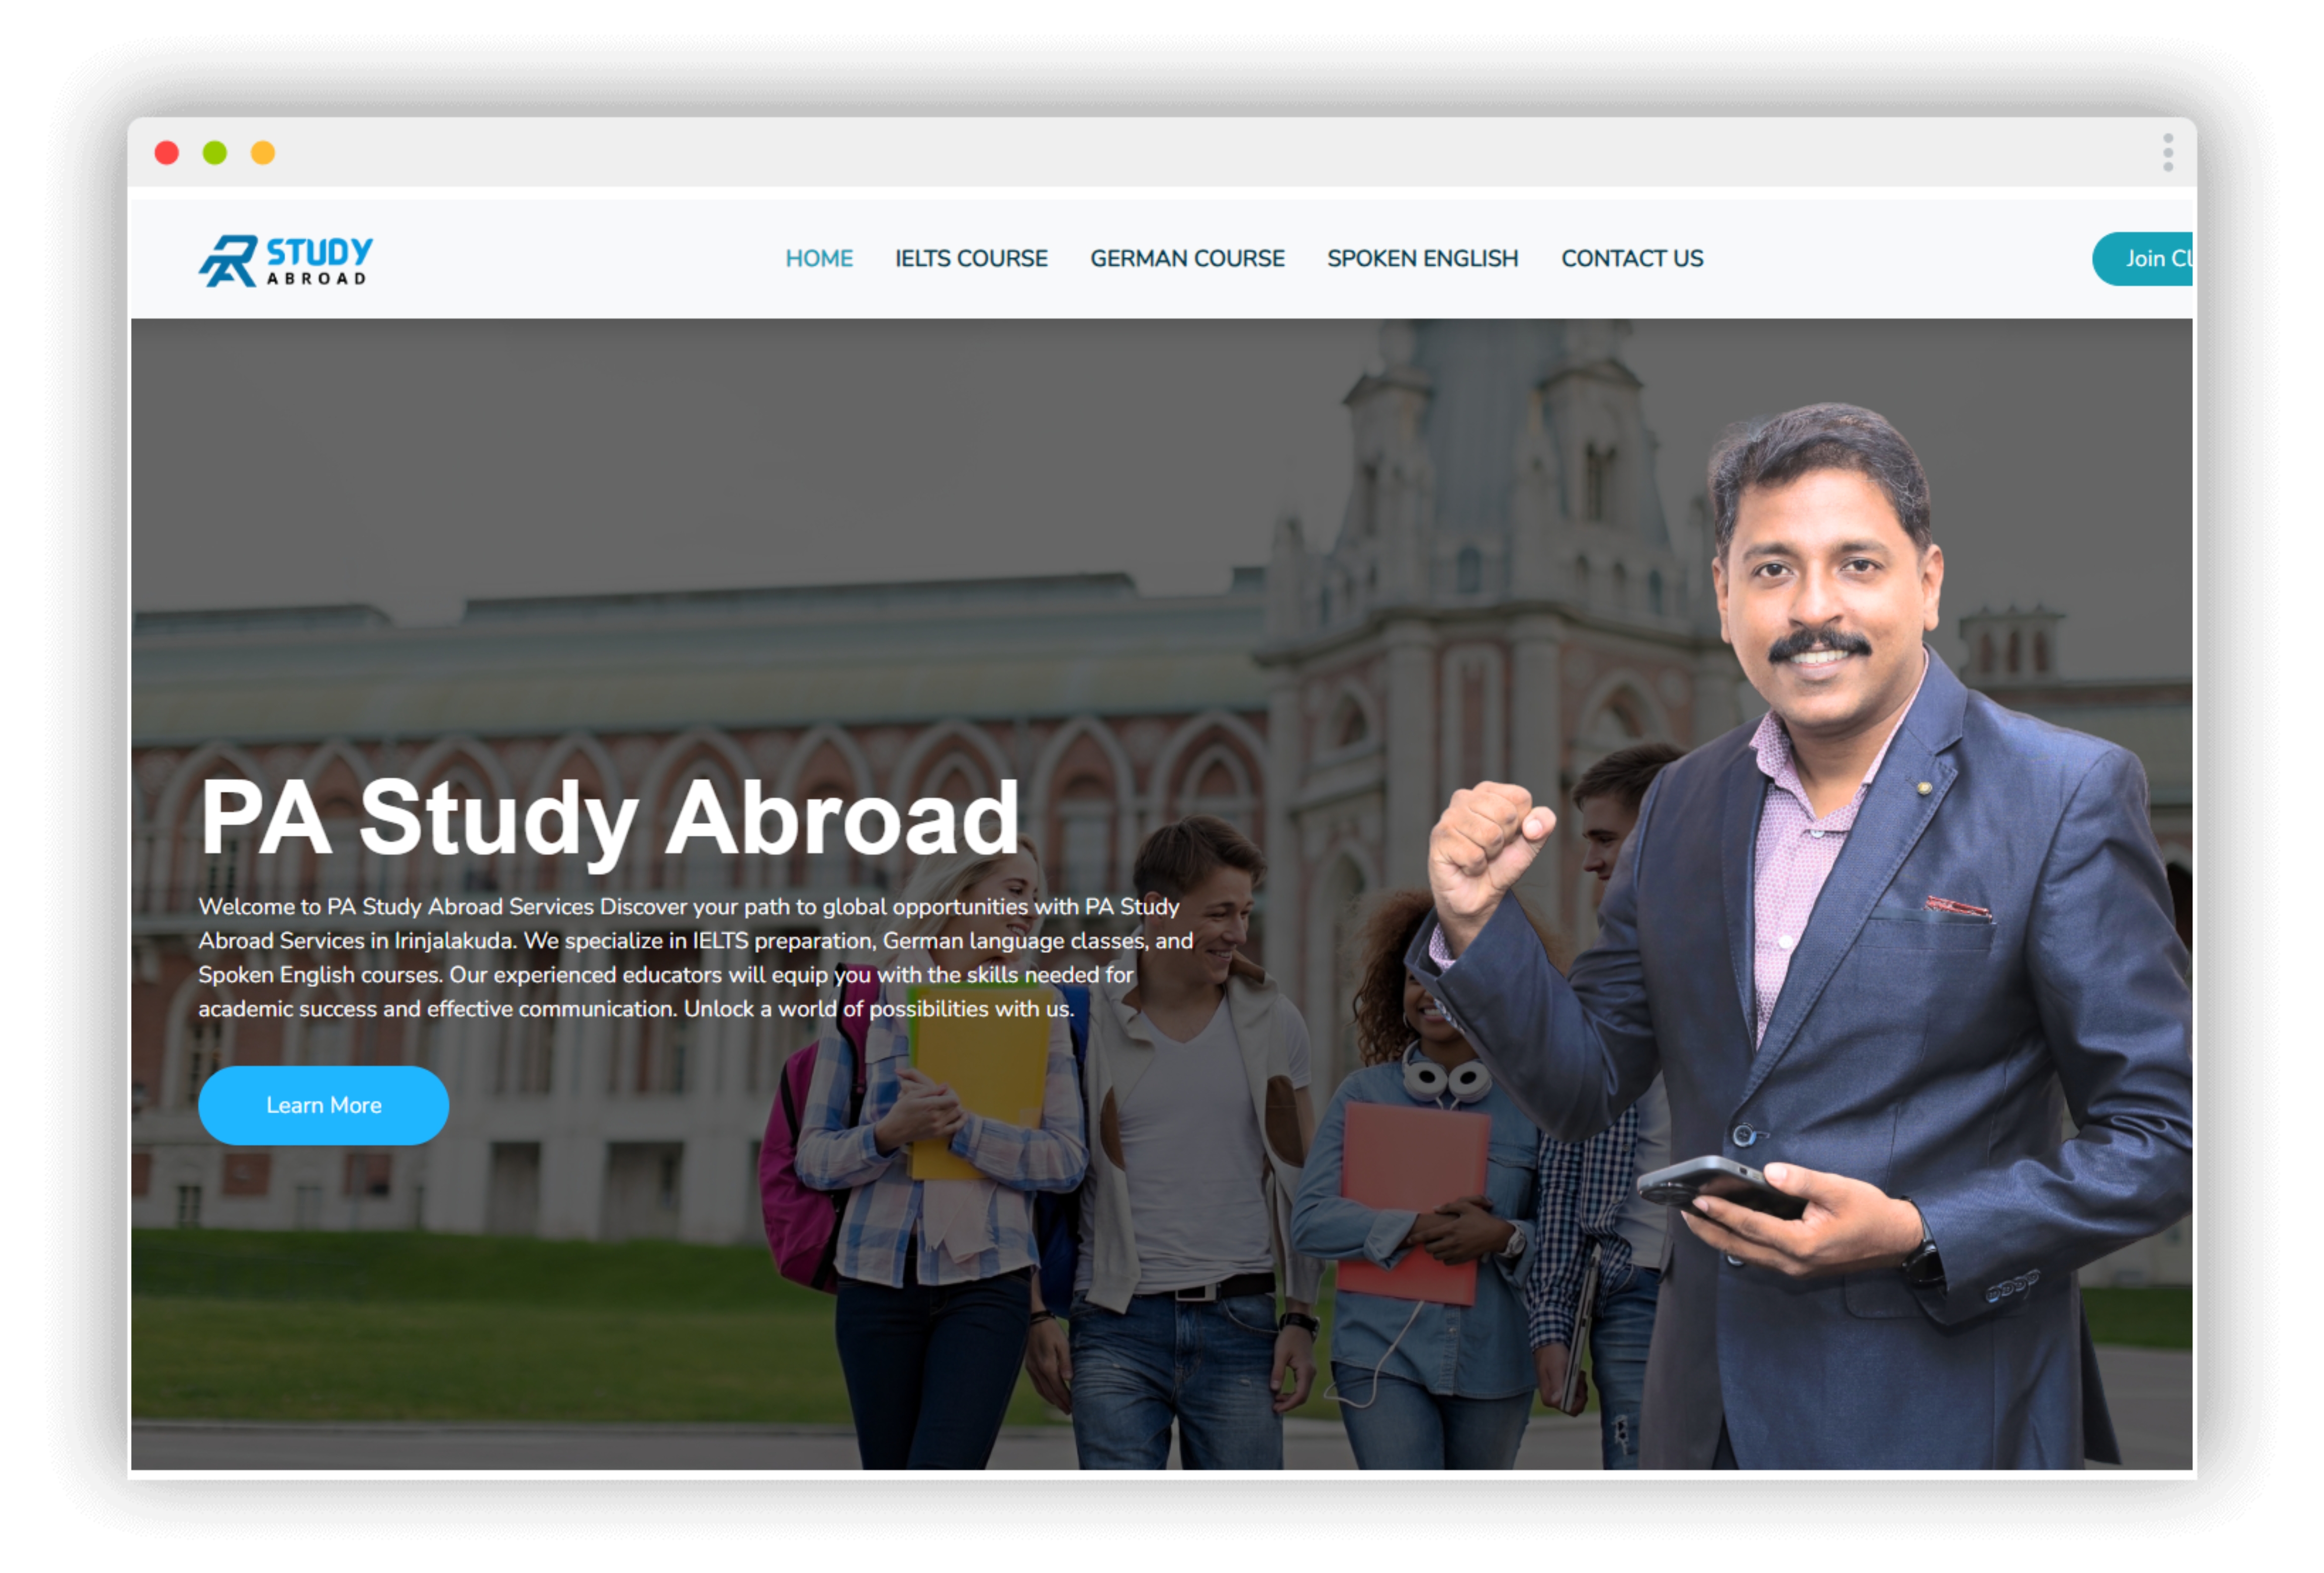 STUDY
ABROAD
HOME IELTS COURSE GERMAN COURSE SPOKEN ENGLISH CONTACT US
Join Cl
PA Study Abroad
Welcome to PA Study Abroad Services Discover your path to global opportunities with PA Study
Abroad Services in Irinjalakuda. We specialize in IELTS preparation, German language classes, and
Spoken English courses. Our experienced educators will equip you with the skills needed for
academic success and effective communication. Unlock a world of possibilities with us.
Learn More